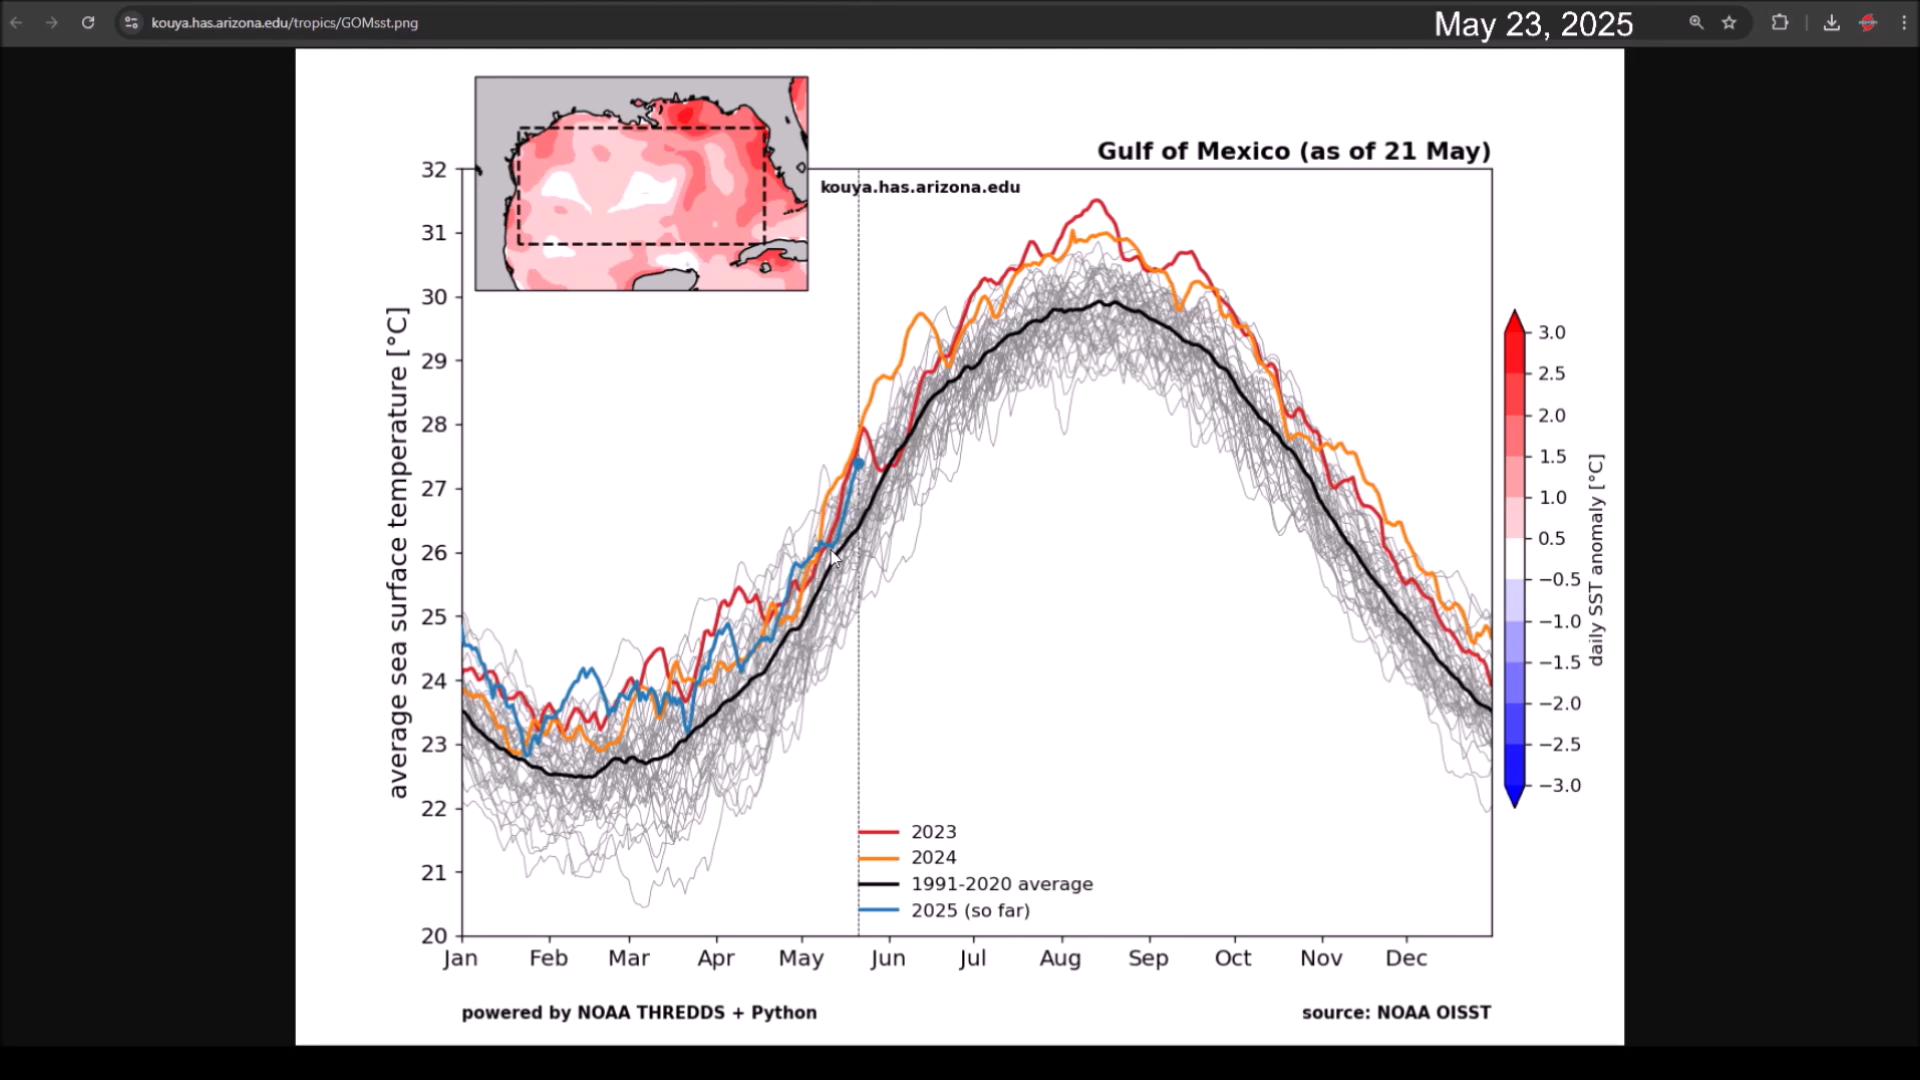 kouya.has.arizona.edu/tropics/GOMsst.png
May 23, 2025
Gulf of Mexico (as of 21 May)
kouya.has.arizona.edu
average sea surface temperature [°C]
32
31
30
29
28
27
26
25
24
23
22
21
20
Jan Feb Mar Apr May Jun Jul Aug Sep Oct Nov Dec
2023
2024
1991-2020 average
2025 (so far)
3.0
2.5
2.0
1.5
1.0
0.5
−0.5
−1.0
−1.5
−2.0
−2.5
−3.0
daily SST anomaly [°C]
powered by NOAA THREDDS + Python
source: NOAA OISST